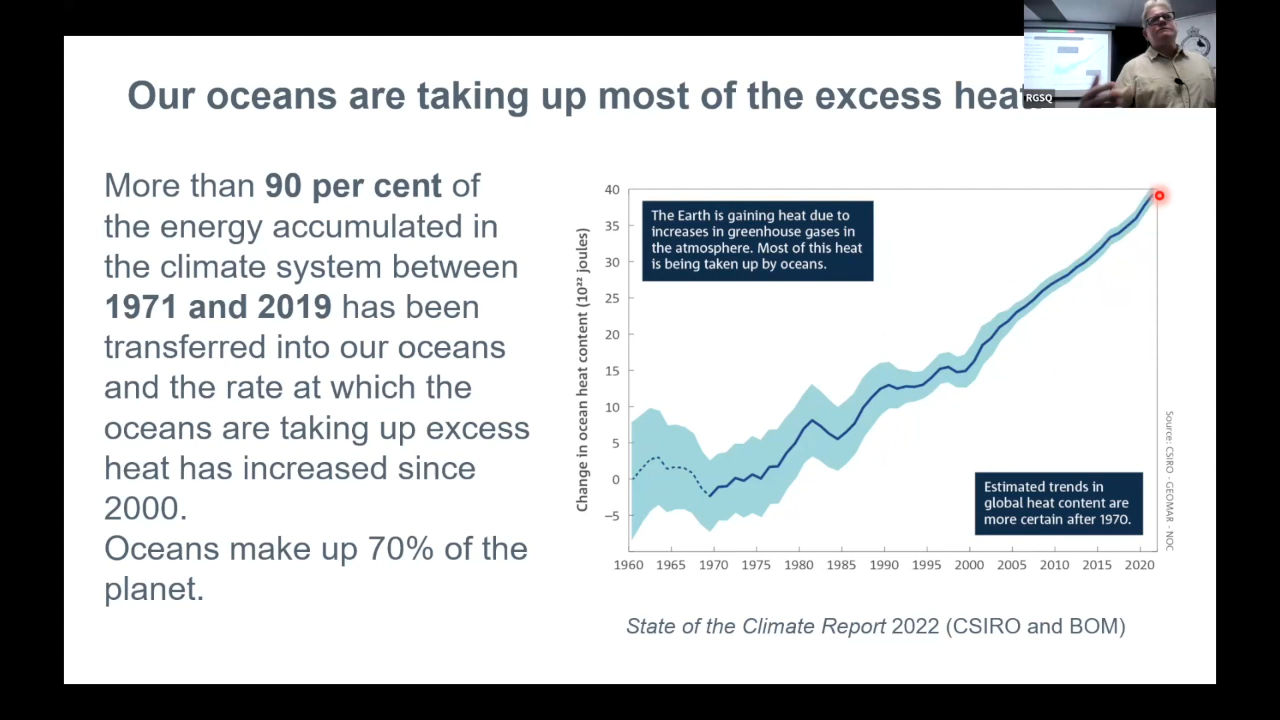 Our oceans are taking up most of the excess heat
RGSQ
More than 90 per cent of
the energy accumulated in
the climate system between
1971 and 2019 has been
transferred into our oceans
and the rate at which the
oceans are taking up excess
heat has increased since
2000.
Oceans make up 70% of the
planet.
Change in ocean heat content (10²² joules)
40
35
30
25
20
15
10
5
0
–5
The Earth is gaining heat due to
increases in greenhouse gases in
the atmosphere. Most of this heat
is being taken up by oceans.
Estimated trends in
global heat content are
more certain after 1970.
Source: CSIRO - GEOMAR - NOC
1960 1965 1970 1975 1980 1985 1990 1995 2000 2005 2010 2015 2020
State of the Climate Report 2022 (CSIRO and BOM)